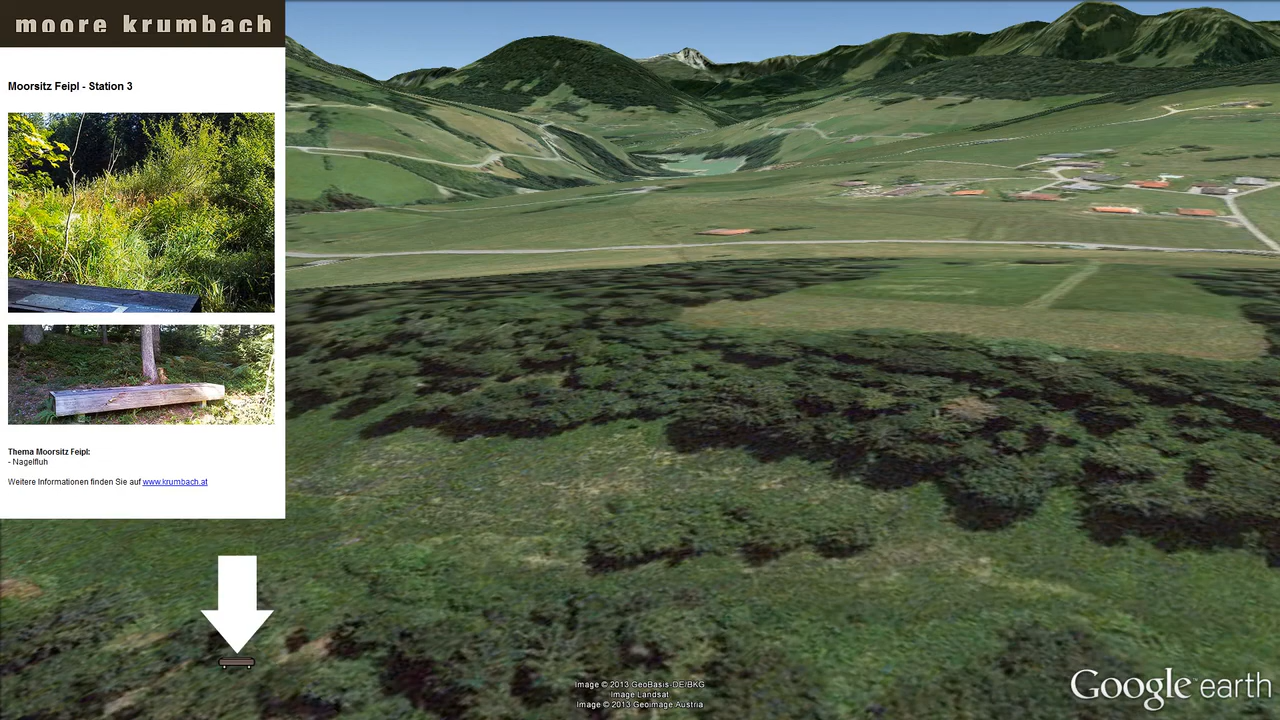 moore krumbach
Moorsitz Feipl - Station 3
Thema Moorsitz Feipl:
- Nagelfluh
Weitere Informationen finden Sie auf www.krumbach.at
Image © 2013 GeoBasis-DE/BKG
Image Landsat
Image © 2013 Geoimage Austria
Google earth